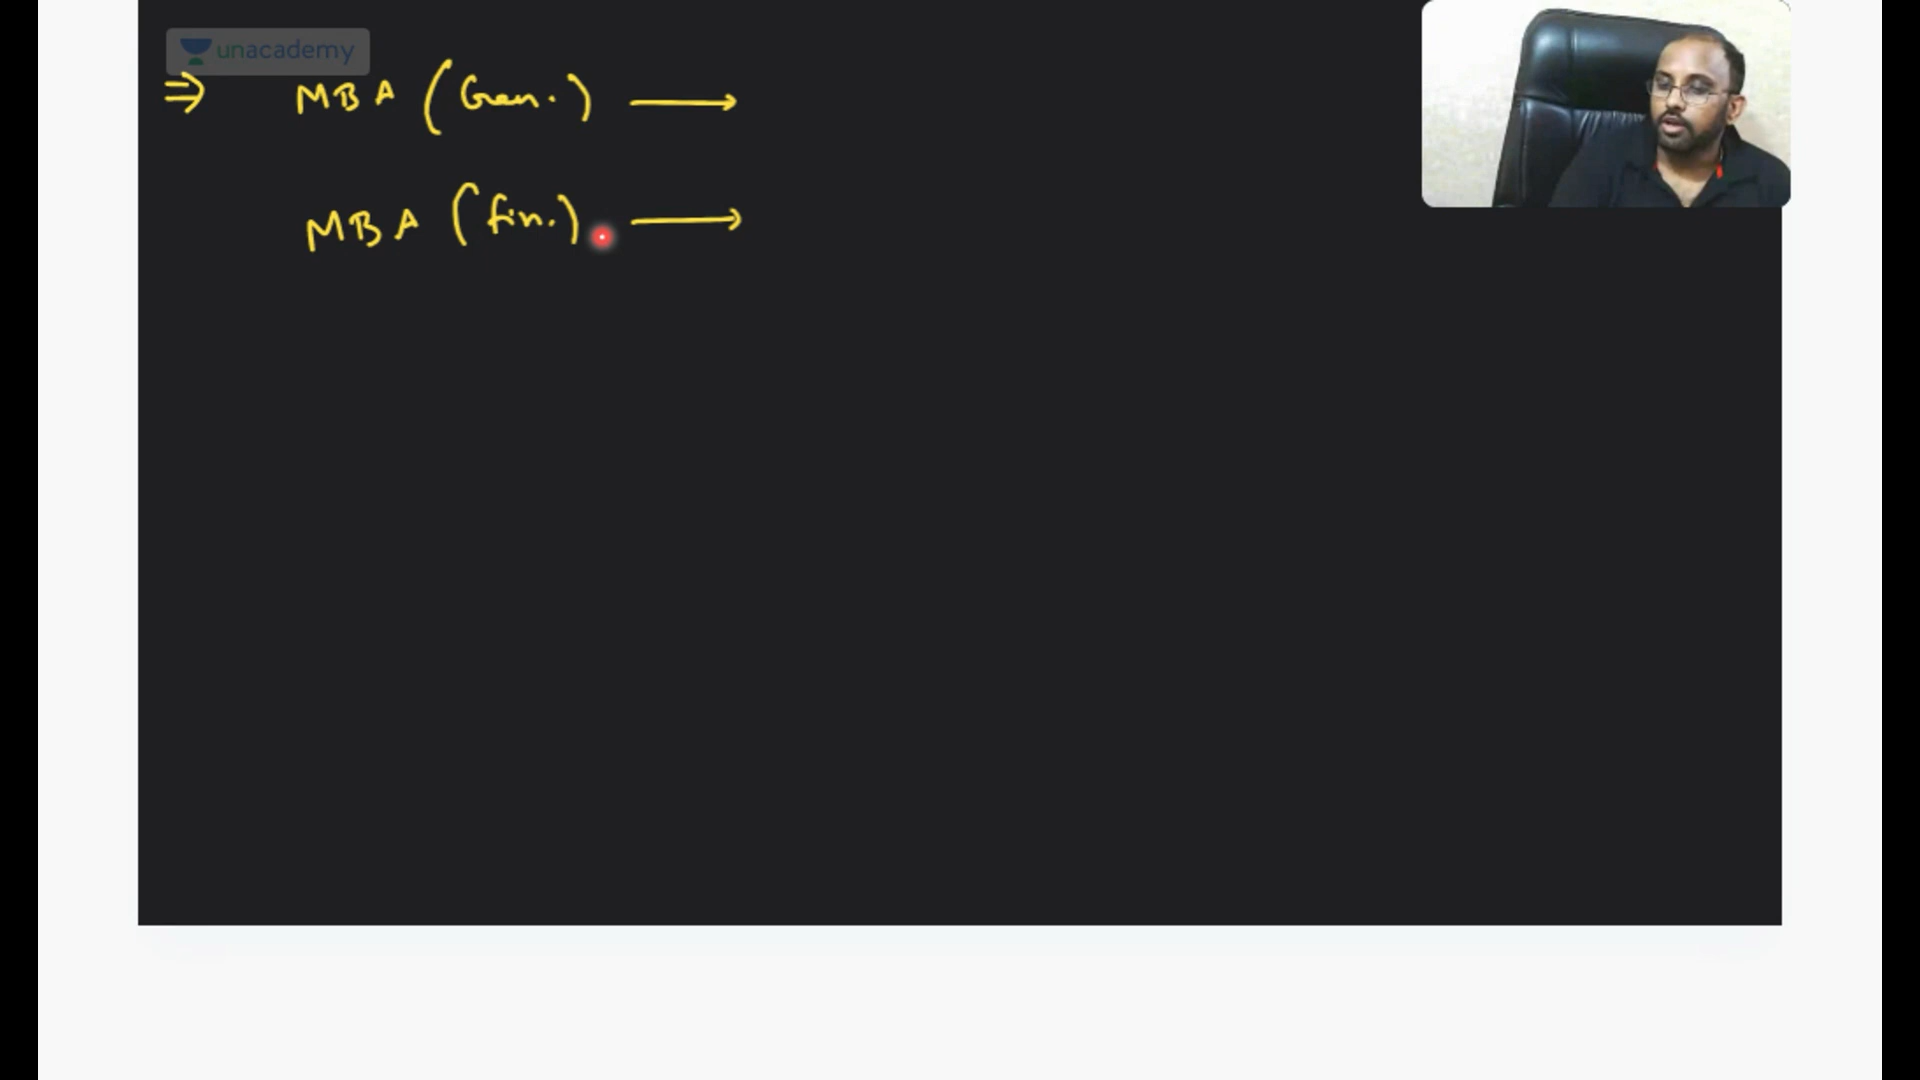 unacademy
⇒ MBA (Gen.) →
MBA (fin.) →